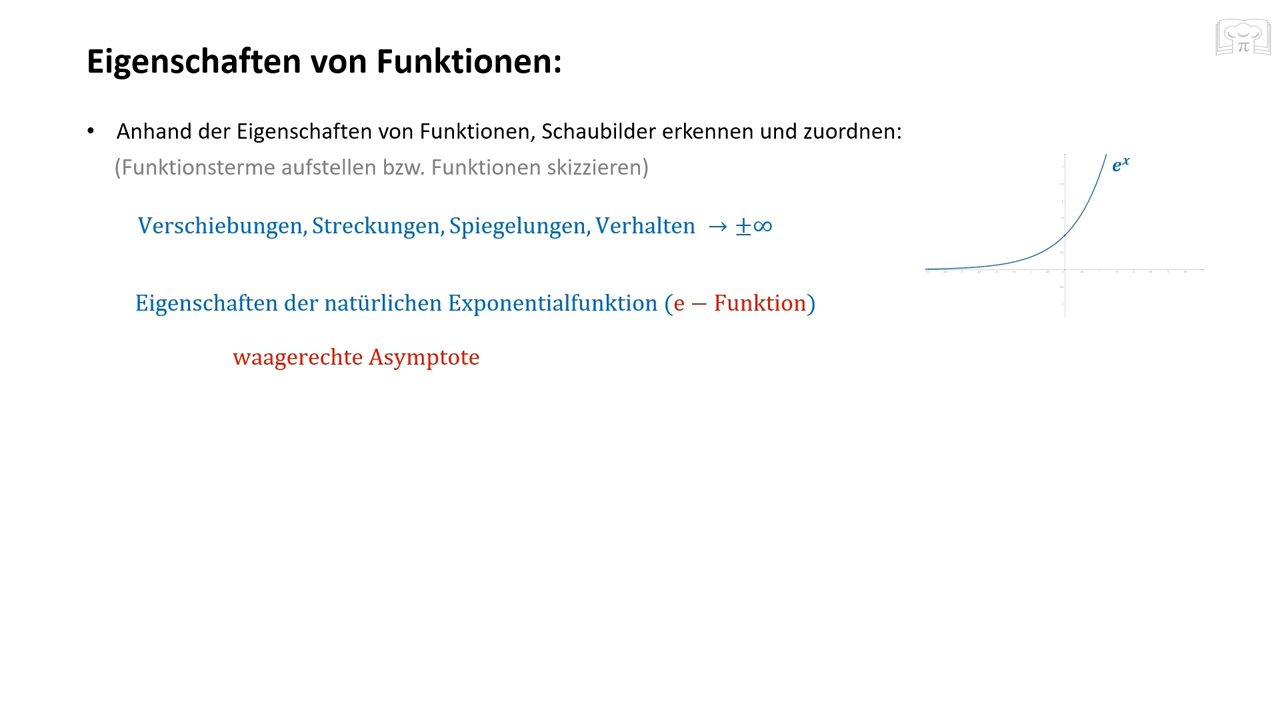 Eigenschaften von Funktionen:
• Anhand der Eigenschaften von Funktionen, Schaubilder erkennen und zuordnen:
(Funktionsterme aufstellen bzw. Funktionen skizzieren)
eˣ
Verschiebungen, Streckungen, Spiegelungen, Verhalten → ±∞
Eigenschaften der natürlichen Exponentialfunktion (e − Funktion)
waagerechte Asymptote
π